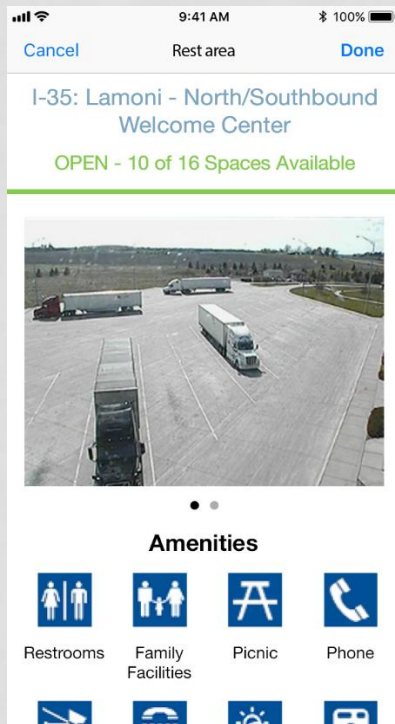 9:41 AM 100%
Cancel Rest area Done
I-35: Lamoni - North/Southbound
Welcome Center
OPEN - 10 of 16 Spaces Available
Amenities
Restrooms Family Picnic Phone
Facilities